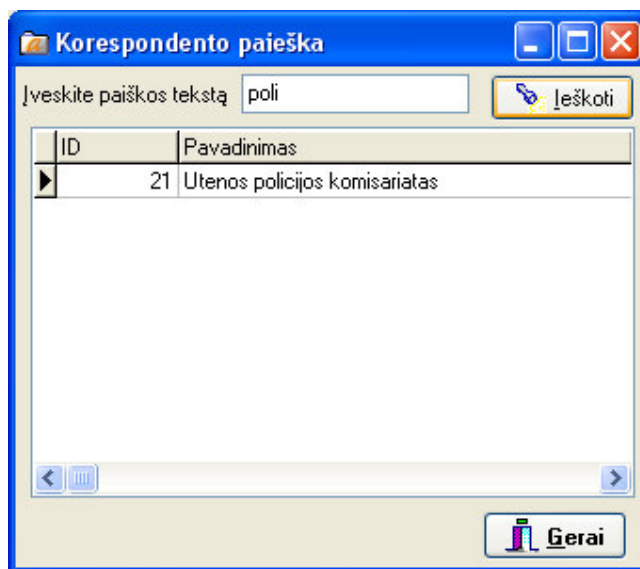 Korespondento paieška
Įveskite paiškos tekstą poli Ieškoti
ID Pavadinimas
21 Utenos policijos komisariatas
Gerai